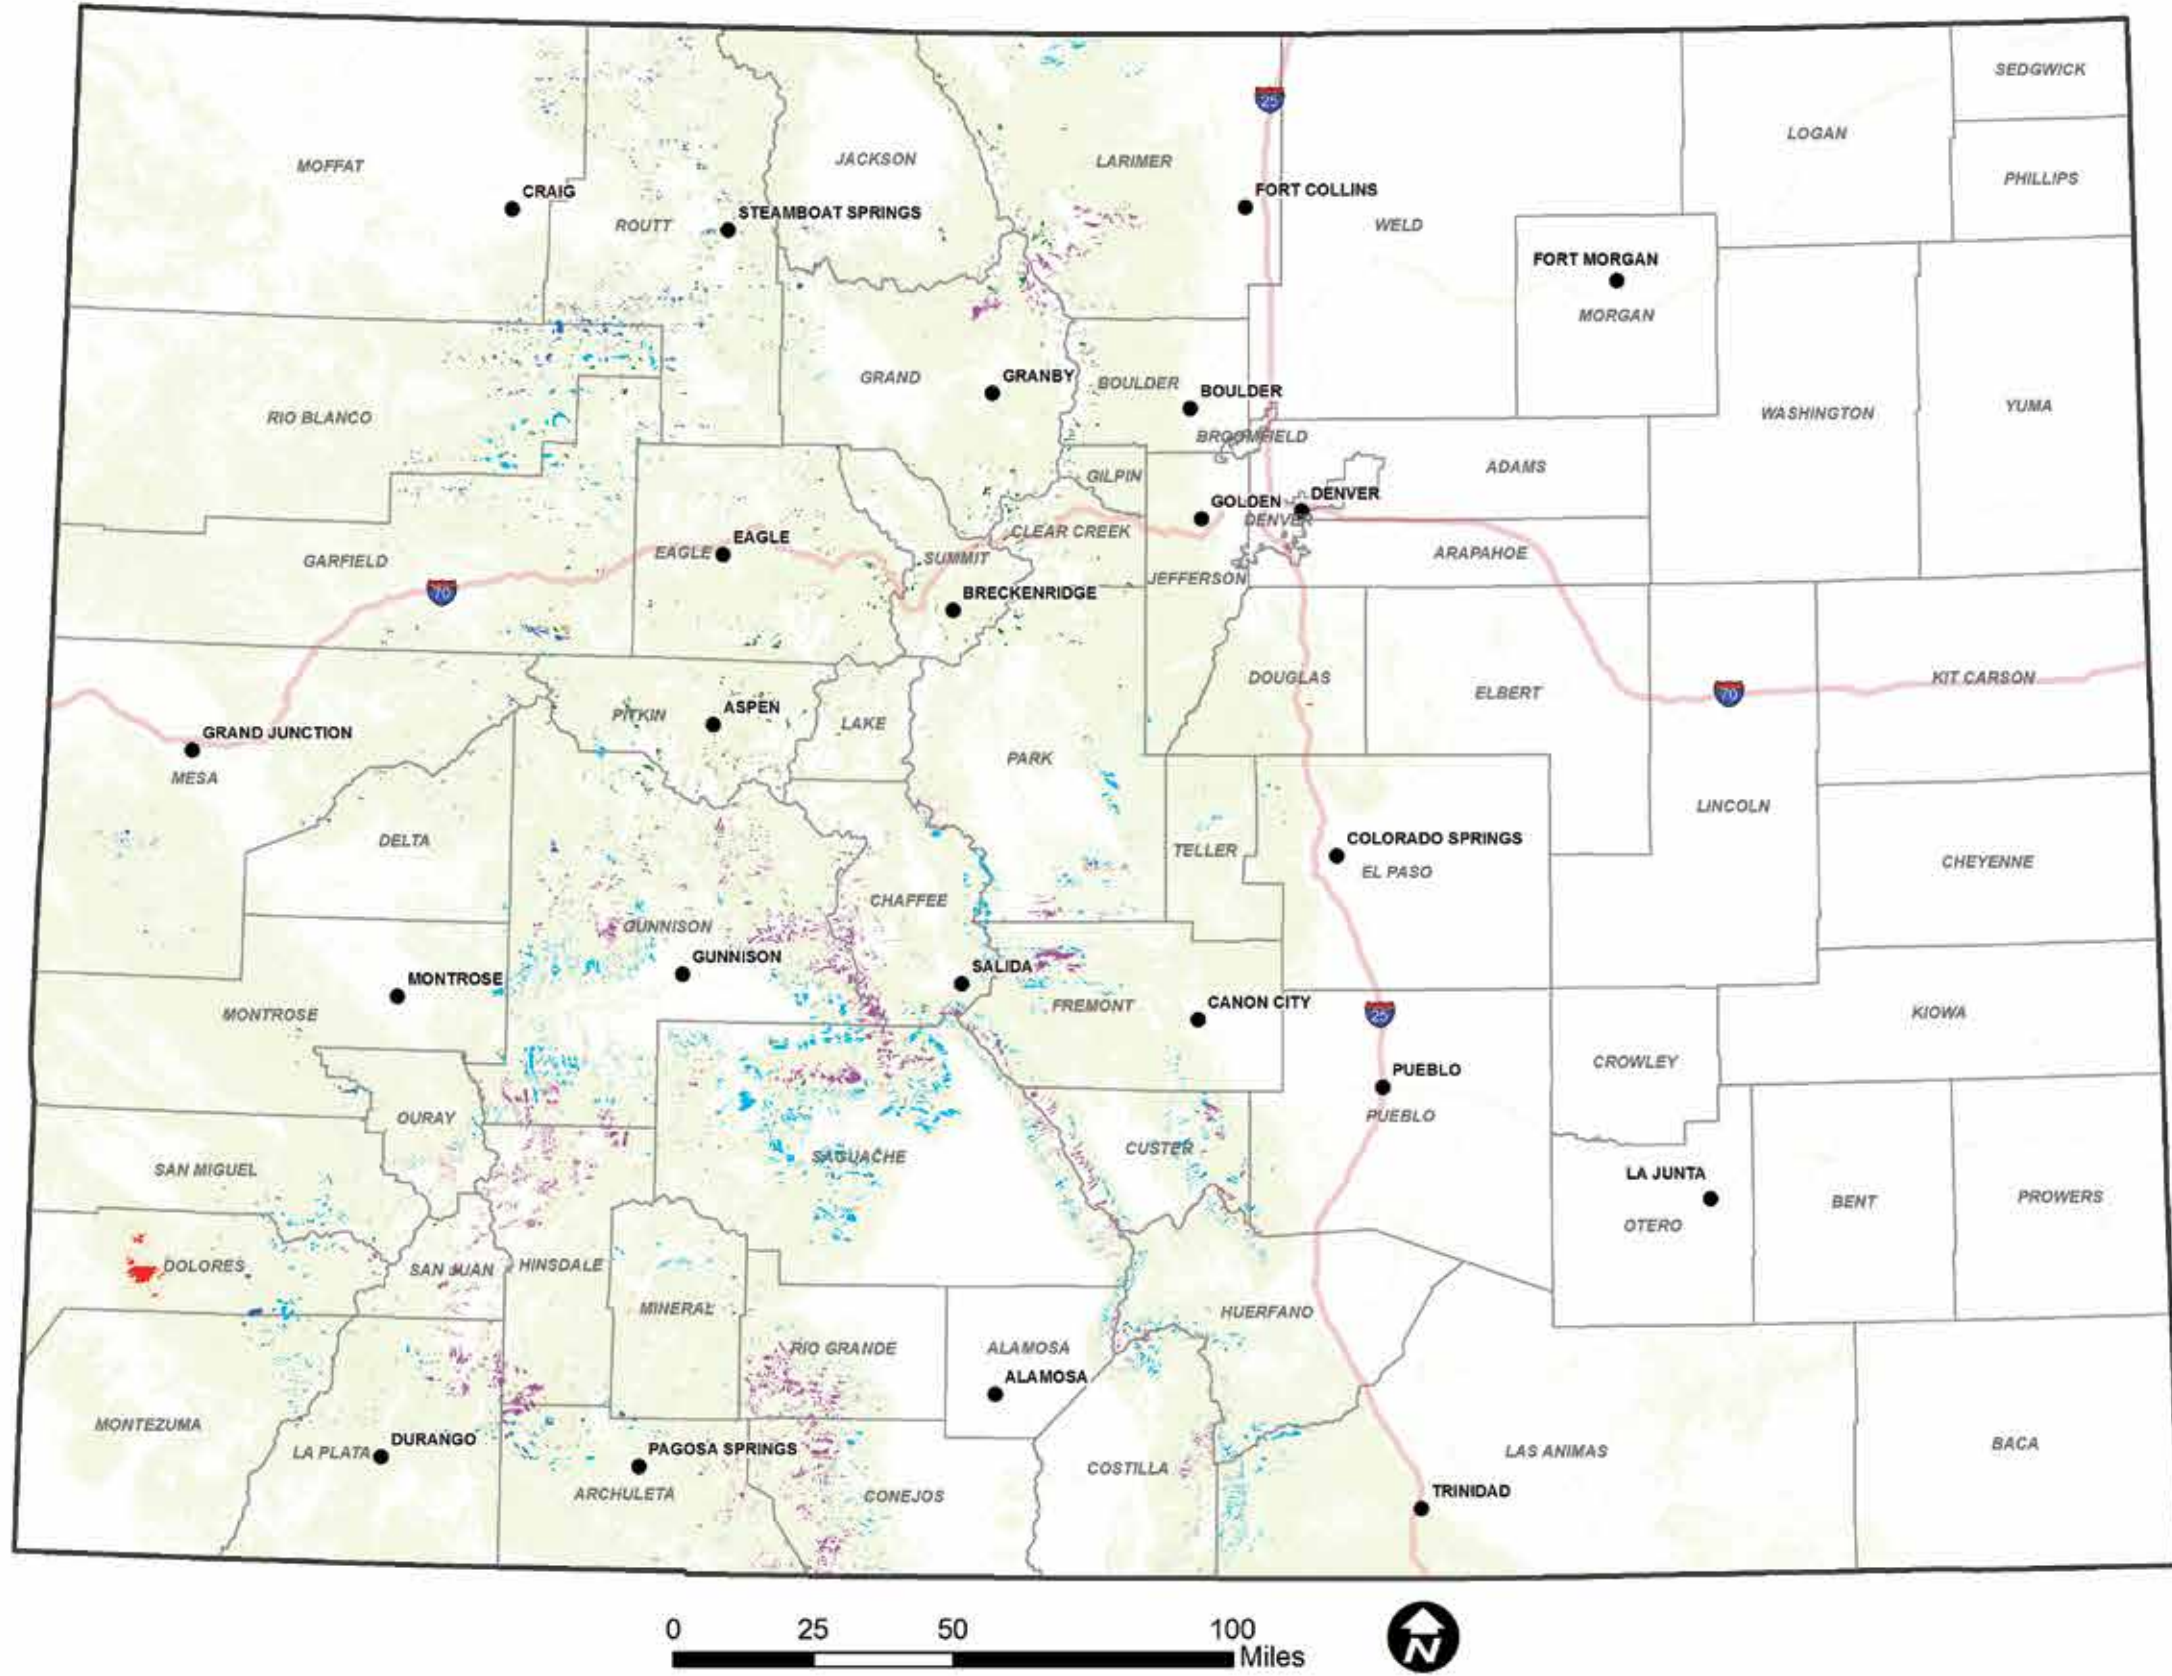 SEDGWICK
25
LOGAN
JACKSON
LARIMER
MOFFAT
PHILLIPS
CRAIG
FORT COLLINS
STEAMBOAT SPRINGS
ROUTT
WELD
FORT MORGAN
MORGAN
GRAND
GRANBY
BOULDER
BOULDER
RIO BLANCO
WASHINGTON
YUMA
BROOMFIELD
GILPIN
ADAMS
GOLDEN
DENVER
DENVER
CLEAR CREEK
EAGLE
EAGLE
GARFIELD
SUMMIT
ARAPAHOE
JEFFERSON
70
BRECKENRIDGE
DOUGLAS
KIT CARSON
ELBERT
70
PITKIN
ASPEN
LAKE
GRAND JUNCTION
PARK
MESA
LINCOLN
DELTA
COLORADO SPRINGS
TELLER
CHEYENNE
EL PASO
CHAFFEE
GUNNISON
GUNNISON
SALIDA
MONTROSE
FREMONT
CANON CITY
MONTROSE
25
KIOWA
CROWLEY
PUEBLO
OURAY
PUEBLO
CUSTER
SAGUACHE
SAN MIGUEL
LA JUNTA
BENT
PROWERS
OTERO
DOLORES
SAN JUAN
HINSDALE
MINERAL
HUERFANO
RIO GRANDE
ALAMOSA
ALAMOSA
MONTEZUMA
DURANGO
LA PLATA
PAGOSA SPRINGS
LAS ANIMAS
BACA
COSTILLA
ARCHULETA
CONEJOS
TRINIDAD
0 25 50 100
Miles
N